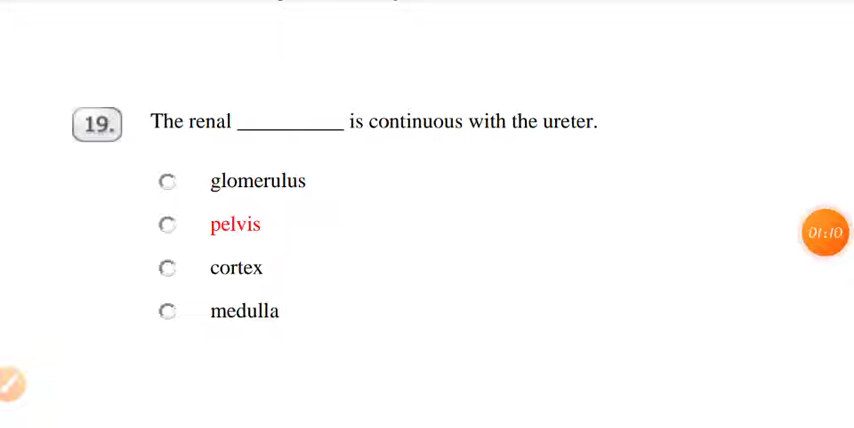 19. The renal __________ is continuous with the ureter.
glomerulus
pelvis
01:10
cortex
medulla